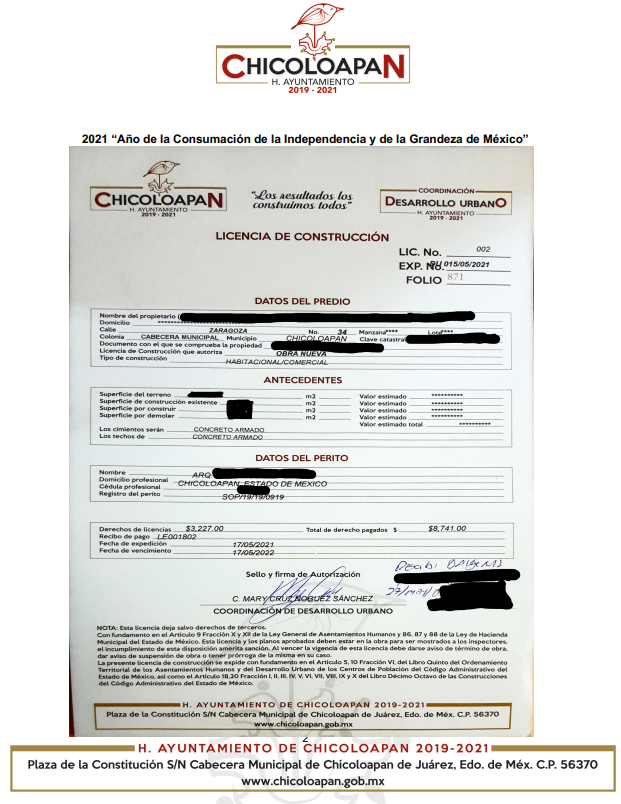 CHICOLOAPAN
H. AYUNTAMIENTO
2019 - 2021
2021 “Año de la Consumación de la Independencia y de la Grandeza de México”
CHICOLOAPAN
H. AYUNTAMIENTO
2019 - 2021
"Los resultados los
construimos todos"
COORDINACIÓN
DESARROLLO URBANO
H. AYUNTAMIENTO
2019 - 2021
LICENCIA DE CONSTRUCCIÓN
LIC. No. 002
EXP. No. DU 015/05/2021
FOLIO 871
DATOS DEL PREDIO
Nombre del propietario (
Domicilio
Calle ZARAGOZA No. 34 Manzana**** Lote****
Colonia CABECERA MUNICIPAL Municipio CHICOLOAPAN Clave catastral
Documento con el que se comprueba la propiedad
Licencia de Construcción que autoriza OBRA NUEVA
Tipo de construcción HABITACIONAL/COMERCIAL
ANTECEDENTES
Superficie del terreno m2 Valor estimado **********
Superficie de construcción existente m2 Valor estimado **********
Superficie por construir m2 Valor estimado **********
Superficie por demoler m2 Valor estimado **********
Valor estimado total **********
Los cimientos serán CONCRETO ARMADO
Los techos de CONCRETO ARMADO
DATOS DEL PERITO
Nombre ARQ.
Domicilio profesional CHICOLOAPAN, ESTADO DE MEXICO
Cédula profesional
Registro del perito SOP/19/19/0919
Derechos de licencias $3,227.00 Total de derecho pagados $ $8,741.00
Recibo de pago LE001802
Fecha de expedición 17/05/2021
Fecha de vencimiento 17/05/2022
Recibí Original
Sello y firma de Autorización
27/May/
C. MARY CRUZ NOGUEZ SÁNCHEZ
COORDINACIÓN DE DESARROLLO URBANO
NOTA: Esta licencia deja salvo derechos de terceros.
Con fundamento en el Artículo 9 Fracción X y XII de la Ley General de Asentamientos Humanos y 86, 87 y 88 de la Ley de Hacienda
Municipal del Estado de México. Esta licencia y los planos aprobados deben estar en la obra para ser mostrados a los inspectores,
el incumplimiento de esta disposición amerita sanción. Al vencer la vigencia de esta licencia debe darse aviso de término de obra,
dar aviso de suspensión de obra o tener prórroga de la misma en su caso.
La presente licencia de construcción se expide con fundamento en el Artículo 5, 10 Fracción VI, del Libro Quinto del Ordenamiento
Territorial de los Asentamientos Humanos y del Desarrollo Urbano de los Centros de Población del Código Administrativo del
Estado de México, así como el Artículo 18,20 Fracción I, II, III, IV, V, VI, VII, VIII, IX y X del Libro Décimo Octavo de las Construcciones
del Código Administrativo del Estado de México.
H. AYUNTAMIENTO DE CHICOLOAPAN 2019-2021
Plaza de la Constitución S/N Cabecera Municipal de Chicoloapan de Juárez, Edo. de Méx. C.P. 56370
www.chicoloapan.gob.mx
2
H. AYUNTAMIENTO DE CHICOLOAPAN 2019-2021
Plaza de la Constitución S/N Cabecera Municipal de Chicoloapan de Juárez, Edo. de Méx. C.P. 56370
www.chicoloapan.gob.mx